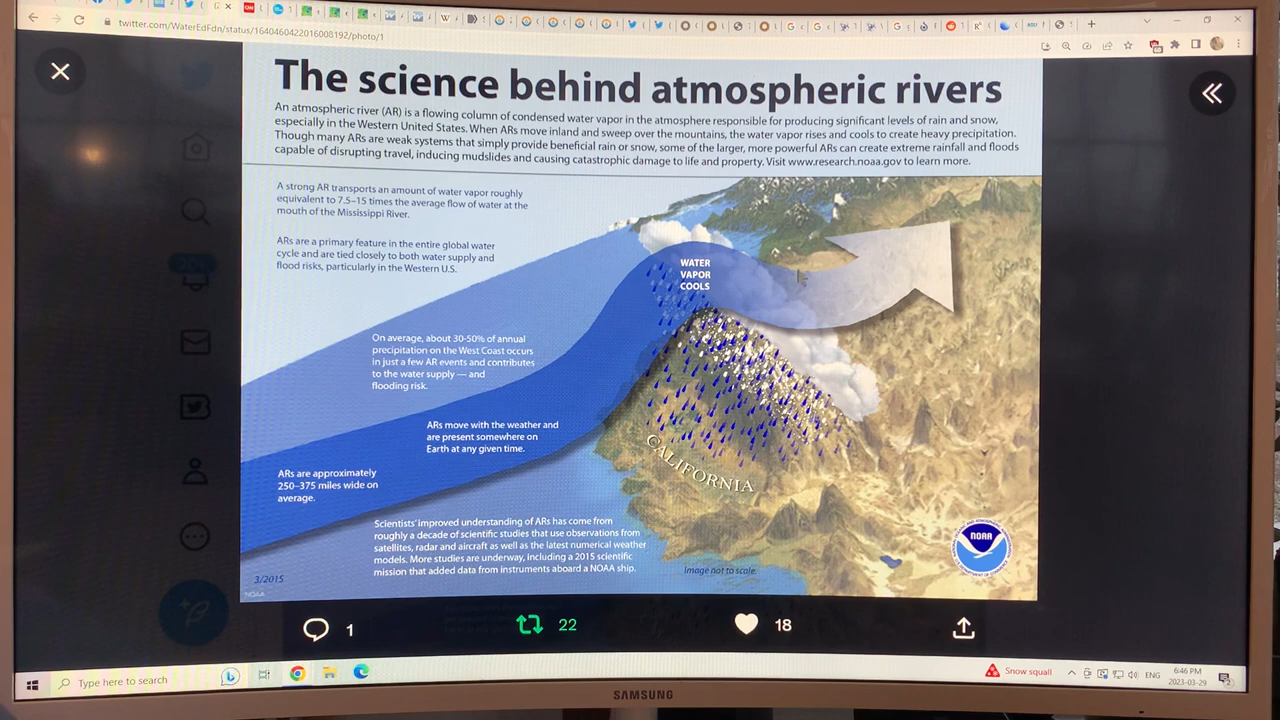 twitter.com/WaterEdFdn/status/1640460422016008192/photo/1
The science behind atmospheric rivers
An atmospheric river (AR) is a flowing column of condensed water vapor in the atmosphere responsible for producing significant levels of rain and snow,
especially in the Western United States. When ARs move inland and sweep over the mountains, the water vapor rises and cools to create heavy precipitation.
Though many ARs are weak systems that simply provide beneficial rain or snow, some of the larger, more powerful ARs can create extreme rainfall and floods
capable of disrupting travel, inducing mudslides and causing catastrophic damage to life and property. Visit www.research.noaa.gov to learn more.
A strong AR transports an amount of water vapor roughly
equivalent to 7.5–15 times the average flow of water at the
mouth of the Mississippi River.
ARs are a primary feature in the entire global water
cycle and are tied closely to both water supply and
flood risks, particularly in the Western U.S.
WATER
VAPOR
COOLS
On average, about 30-50% of annual
precipitation on the West Coast occurs
in just a few AR events and contributes
to the water supply — and
flooding risk.
ARs move with the weather and
are present somewhere on
Earth at any given time.
ARs are approximately
250–375 miles wide on
average.
CALIFORNIA
Scientists' improved understanding of ARs has come from
roughly a decade of scientific studies that use observations from
satellites, radar and aircraft as well as the latest numerical weather
models. More studies are underway, including a 2015 scientific
mission that added data from instruments aboard a NOAA ship.
Image not to scale.
NOAA
3/2015
NOAA
1
22
18
Type here to search
Snow squall
ENG
6:46 PM
2023-03-29
SAMSUNG